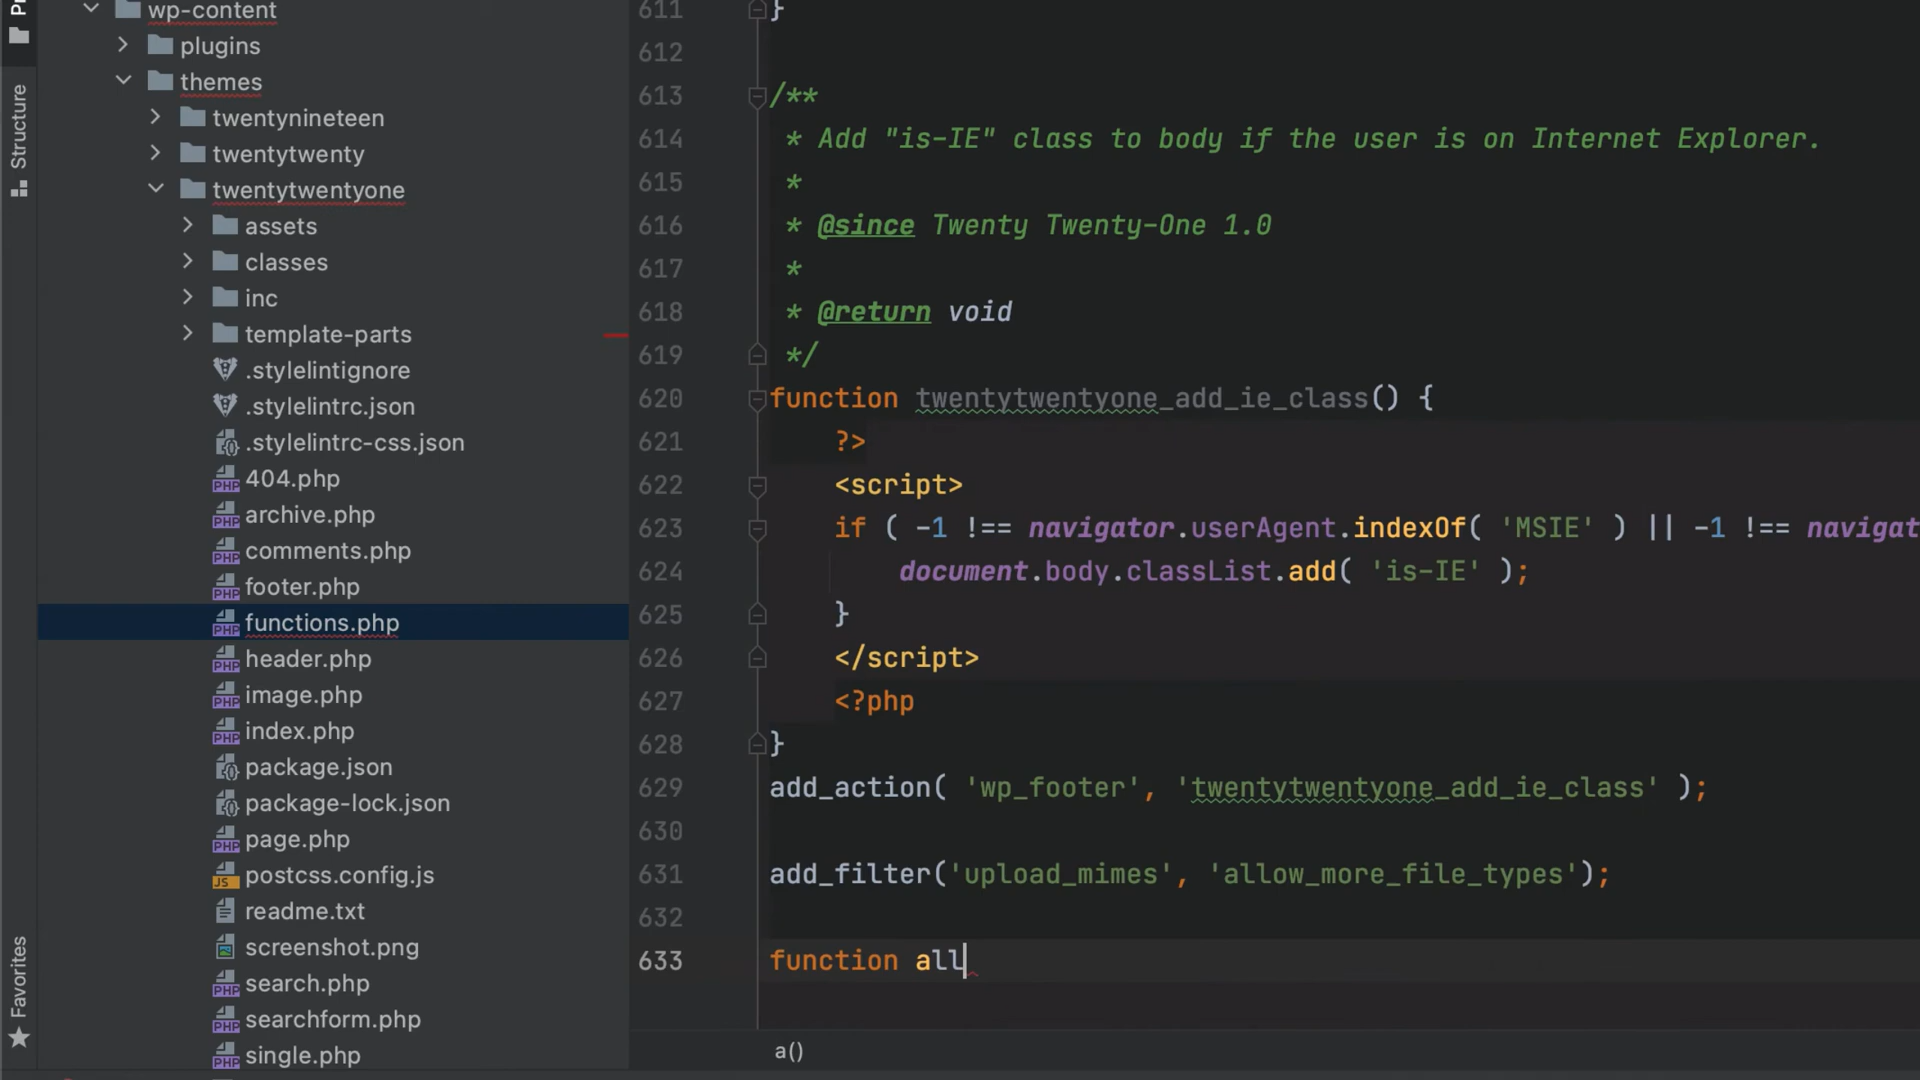 wp-content
plugins
themes
twentynineteen
twentytwenty
twentytwentyone
assets
classes
inc
template-parts
.stylelintignore
.stylelintrc.json
.stylelintrc-css.json
404.php
archive.php
comments.php
footer.php
functions.php
header.php
image.php
index.php
package.json
package-lock.json
page.php
postcss.config.js
readme.txt
screenshot.png
search.php
searchform.php
single.php
Structure
Favorites
611 }
612
613 /**
614 * Add "is-IE" class to body if the user is on Internet Explorer.
615 *
616 * @since Twenty Twenty-One 1.0
617 *
618 * @return void
619 */
620 function twentytwentyone_add_ie_class() {
621 ?>
622 <script>
623 if ( -1 !== navigator.userAgent.indexOf( 'MSIE' ) || -1 !== navigat
624 document.body.classList.add( 'is-IE' );
625 }
626 </script>
627 <?php
628 }
629 add_action( 'wp_footer', 'twentytwentyone_add_ie_class' );
630
631 add_filter('upload_mimes', 'allow_more_file_types');
632
633 function all
a()